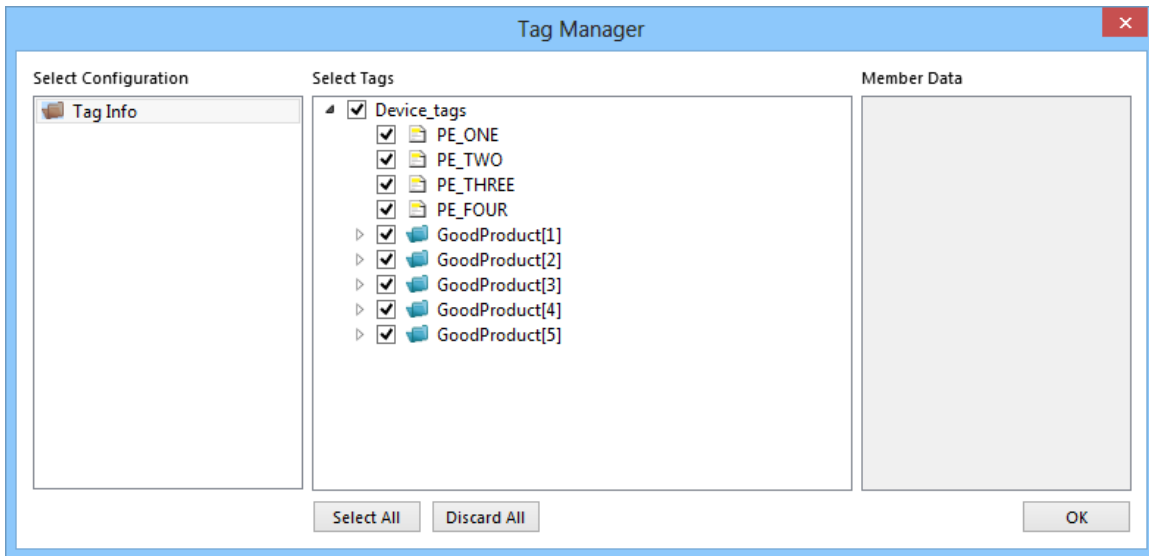 Tag Manager
Select Configuration
Select Tags
Member Data
Tag Info
Device_tags
PE_ONE
PE_TWO
PE_THREE
PE_FOUR
GoodProduct[1]
GoodProduct[2]
GoodProduct[3]
GoodProduct[4]
GoodProduct[5]
Select All
Discard All
OK